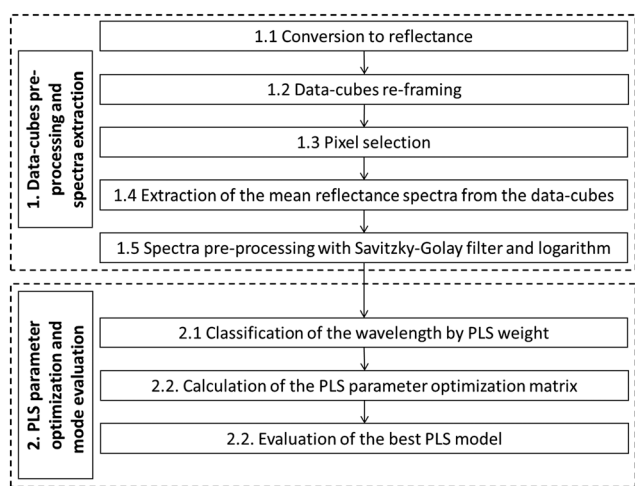 1. Data-cubes pre-
processing and
spectra extraction
1.1 Conversion to reflectance
1.2 Data-cubes re-framing
1.3 Pixel selection
1.4 Extraction of the mean reflectance spectra from the data-cubes
1.5 Spectra pre-processing with Savitzky-Golay filter and logarithm
2. PLS parameter
optimization and
mode evaluation
2.1 Classification of the wavelength by PLS weight
2.2. Calculation of the PLS parameter optimization matrix
2.2. Evaluation of the best PLS model